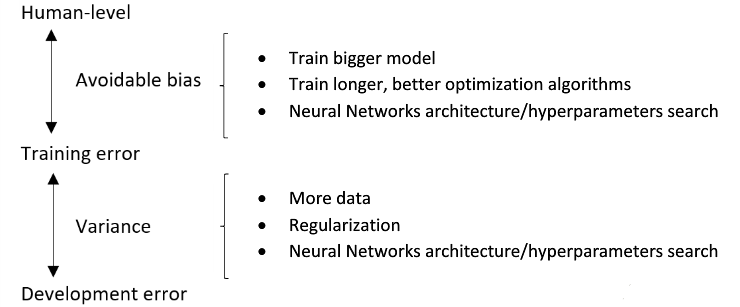 Human-level
Avoidable bias
• Train bigger model
• Train longer, better optimization algorithms
• Neural Networks architecture/hyperparameters search
Training error
Variance
• More data
• Regularization
• Neural Networks architecture/hyperparameters search
Development error